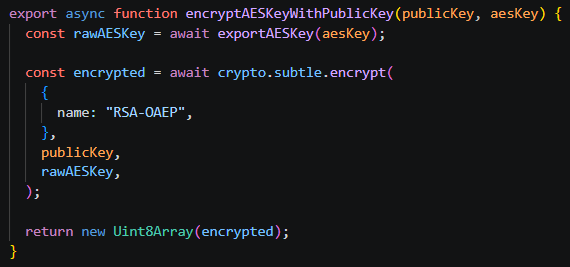 export async function encryptAESKeyWithPublicKey(publicKey, aesKey) {
  const rawAESKey = await exportAESKey(aesKey);

  const encrypted = await crypto.subtle.encrypt(
    {
      name: "RSA-OAEP",
    },
    publicKey,
    rawAESKey,
  );

  return new Uint8Array(encrypted);
}